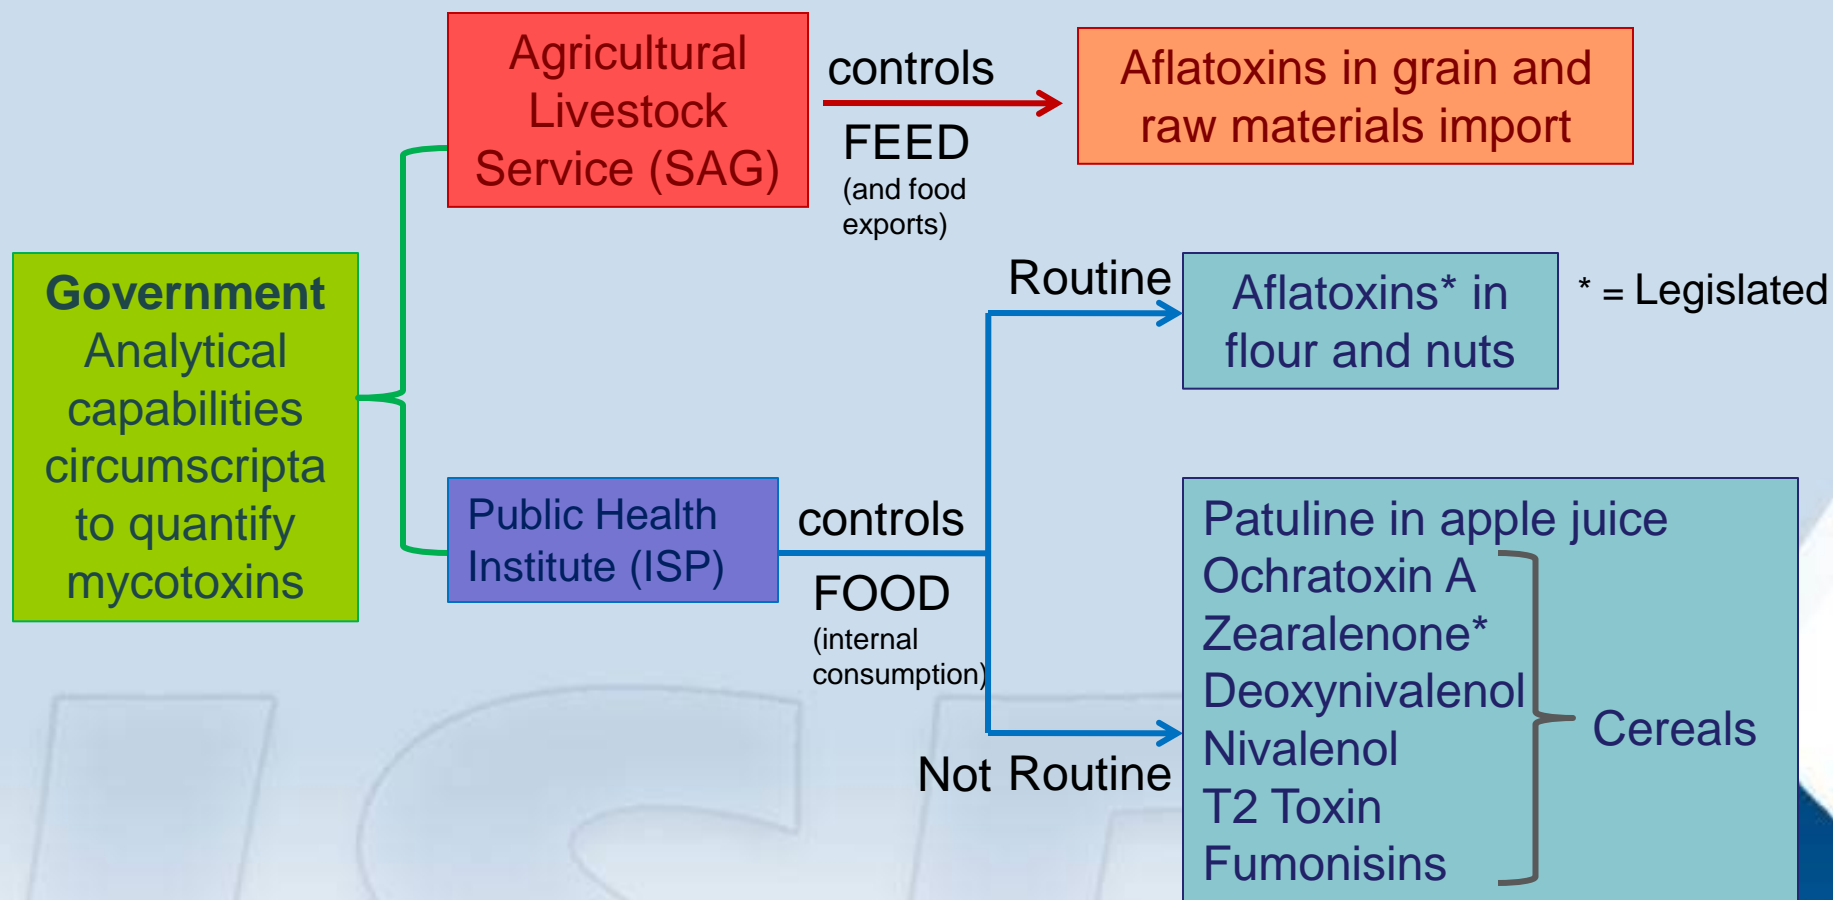 Agricultural
Livestock
Service (SAG)
controls
FEED
(and food
exports)
Aflatoxins in grain and
raw materials import
Government
Analytical
capabilities
circumscripta
to quantify
mycotoxins
Routine
Aflatoxins* in
flour and nuts
* = Legislated
Public Health
Institute (ISP)
controls
FOOD
(internal
consumption)
Not Routine
Patuline in apple juice
Ochratoxin A
Zearalenone*
Deoxynivalenol
Nivalenol
T2 Toxin
Fumonisins
Cereals